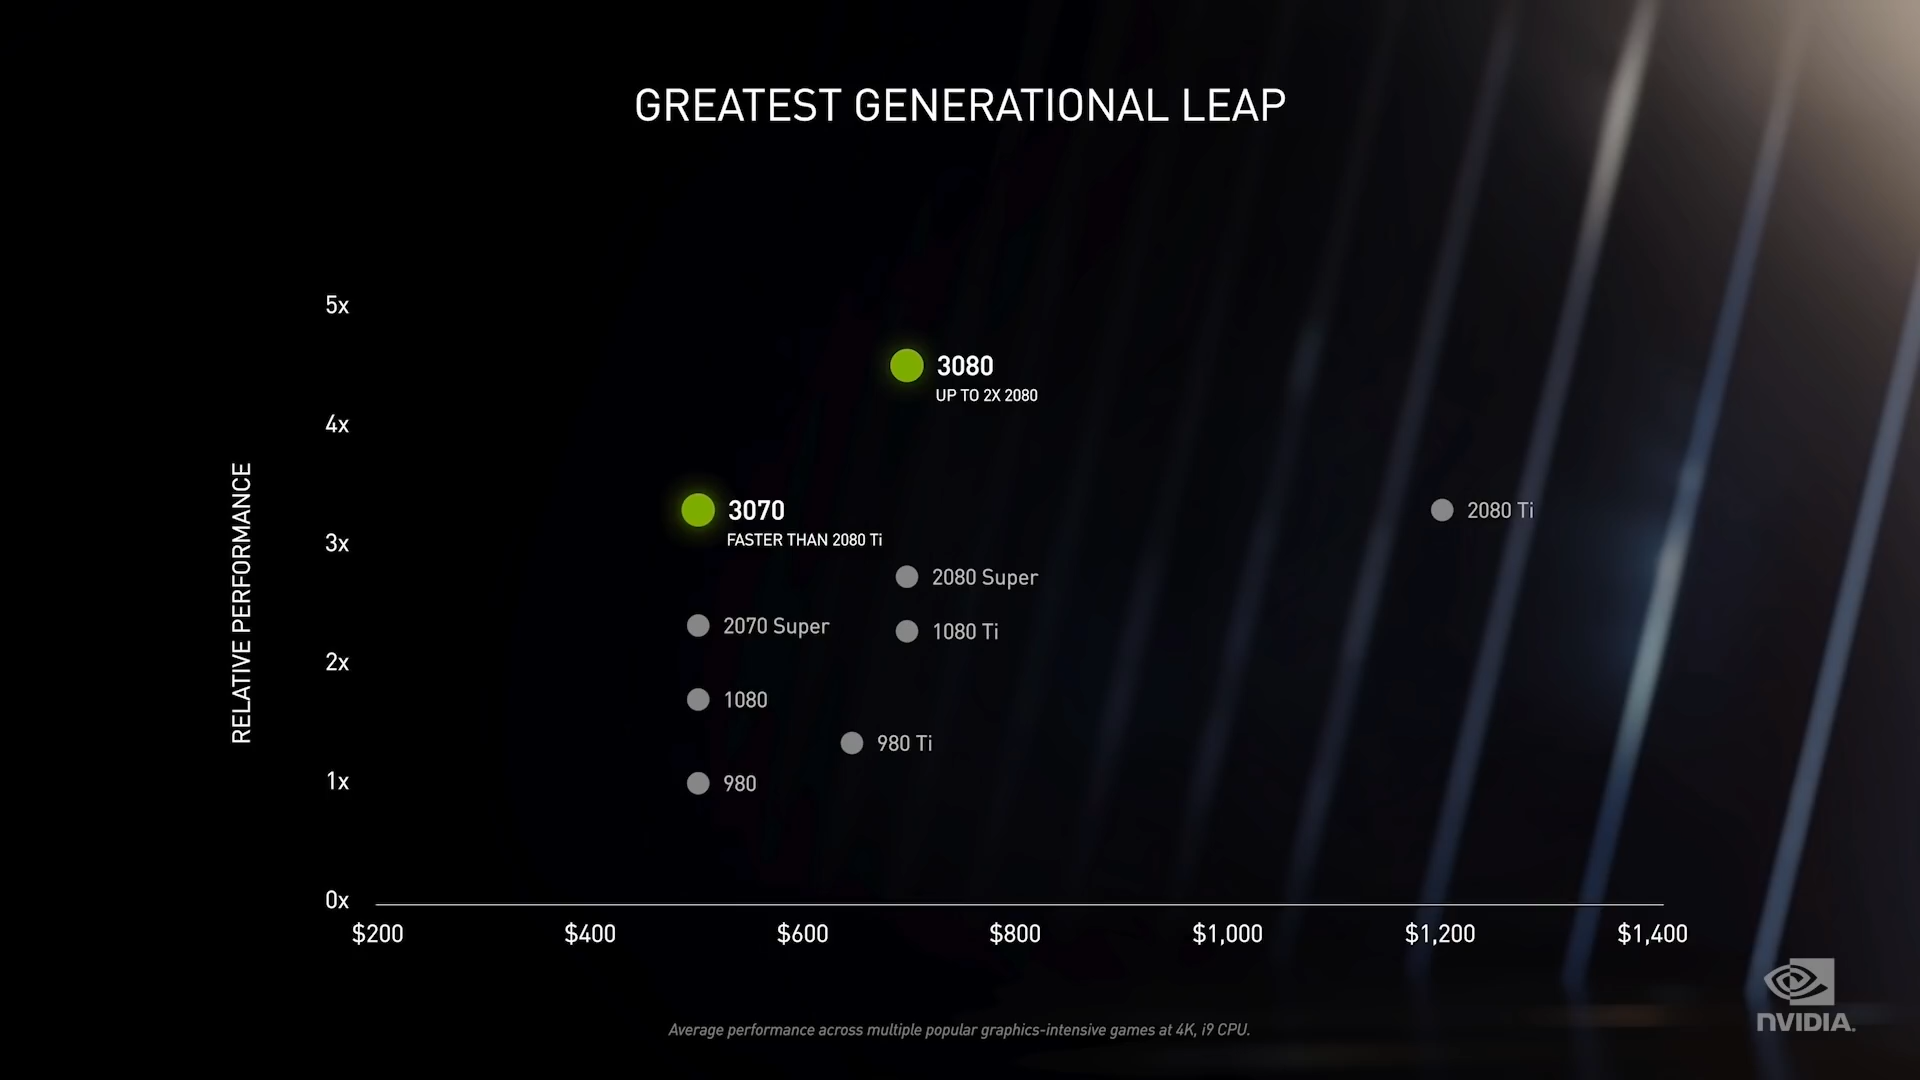 GREATEST GENERATIONAL LEAP
RELATIVE PERFORMANCE
5x
4x
3x
2x
1x
0x
3080
UP TO 2X 2080
3070
FASTER THAN 2080 Ti
2080 Ti
2080 Super
2070 Super
1080 Ti
1080
980 Ti
980
$200 $400 $600 $800 $1,000 $1,200 $1,400
Average performance across multiple popular graphics-intensive games at 4K, i9 CPU.
NVIDIA.